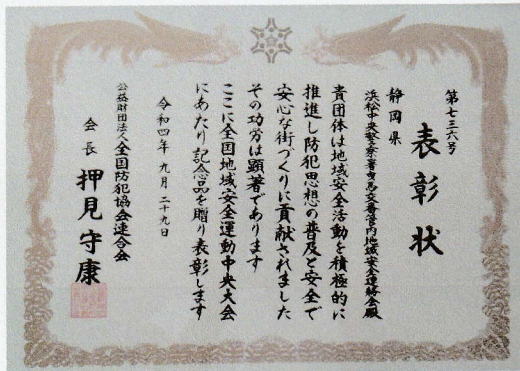 第七三六号
表彰状
静岡県
浜松中央警察署曳馬交番管内地域安全連絡会殿
貴団体は地域安全活動を積極的に
推進し防犯思想の普及と安全で
安心な街づくりに貢献されました
その功労は顕著であります
ここに全国地域安全運動中央大会
にあたり記念品を贈り表彰します
令和四年九月二十九日
公益財団法人全国防犯協会連合会
会長 押見守康